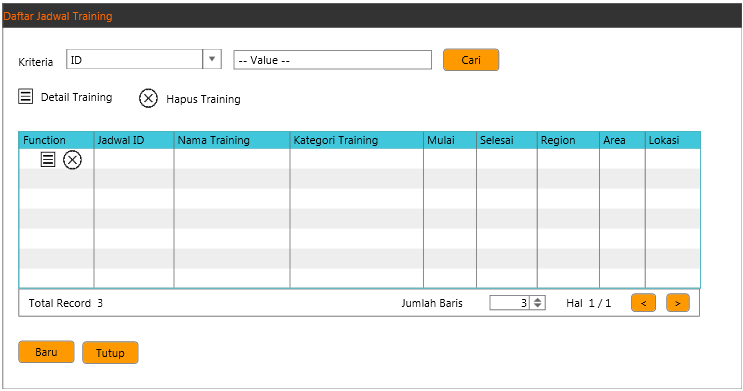 Daftar Jadwal Training
Kriteria ID -- Value -- Cari
Detail Training Hapus Training
Function Jadwal ID Nama Training Kategori Training Mulai Selesai Region Area Lokasi
Total Record 3 Jumlah Baris 3 Hal 1 / 1 < >
Baru Tutup